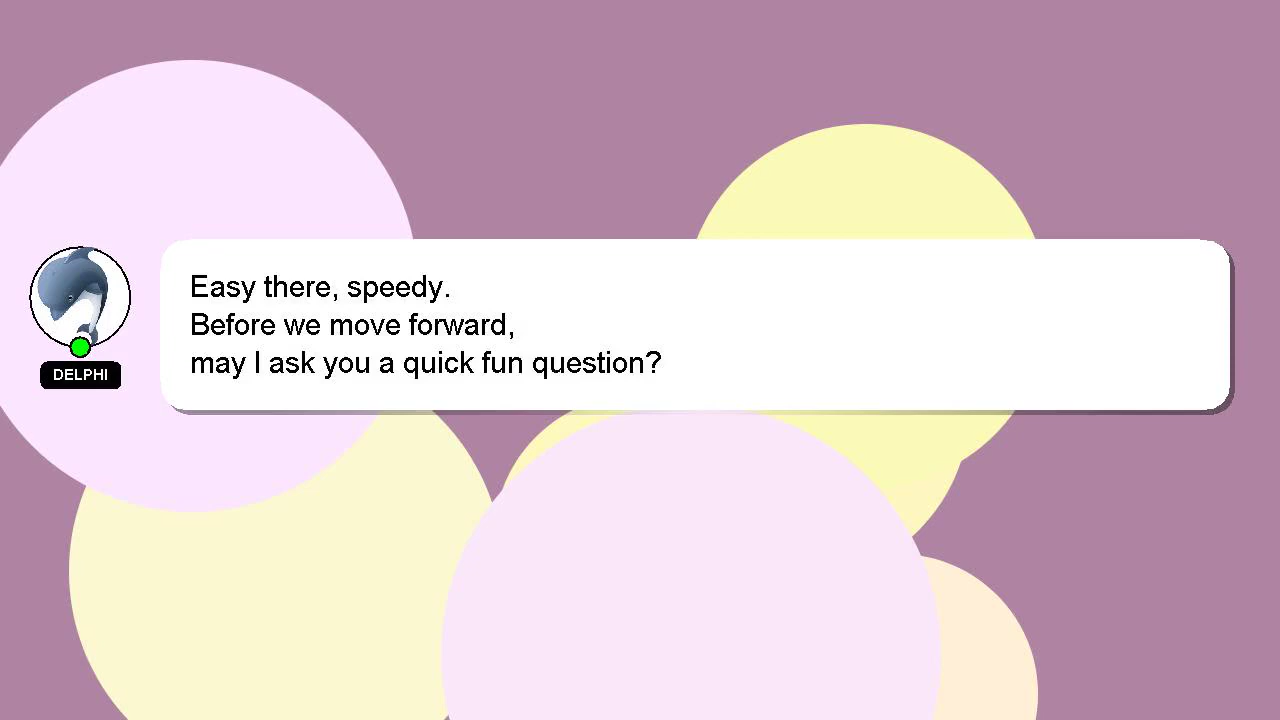 Easy there, speedy.
Before we move forward,
may I ask you a quick fun question?
DELPHI